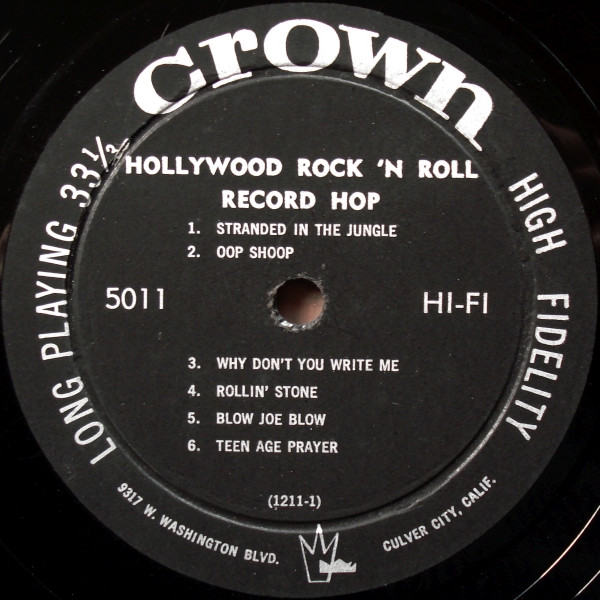 crown
LONG PLAYING 33⅓
HIGH FIDELITY
HOLLYWOOD ROCK 'N ROLL
RECORD HOP
1. STRANDED IN THE JUNGLE
2. OOP SHOOP
5011
HI-FI
3. WHY DON'T YOU WRITE ME
4. ROLLIN' STONE
5. BLOW JOE BLOW
6. TEEN AGE PRAYER
(1211-1)
9317 W. WASHINGTON BLVD.
CULVER CITY, CALIF.